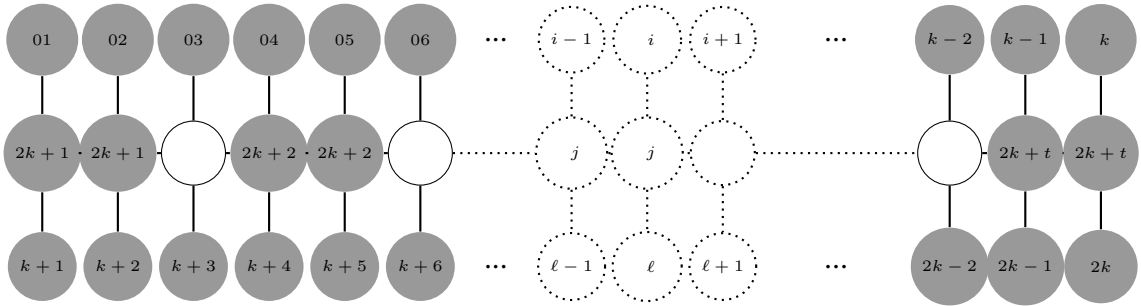 01 02 03 04 05 06 ... i − 1 i i + 1 ... k − 2 k − 1 k
2k + 1 2k + 1 2k + 2 2k + 2 j j 2k + t 2k + t
k + 1 k + 2 k + 3 k + 4 k + 5 k + 6 ... ℓ − 1 ℓ ℓ + 1 ... 2k − 2 2k − 1 2k